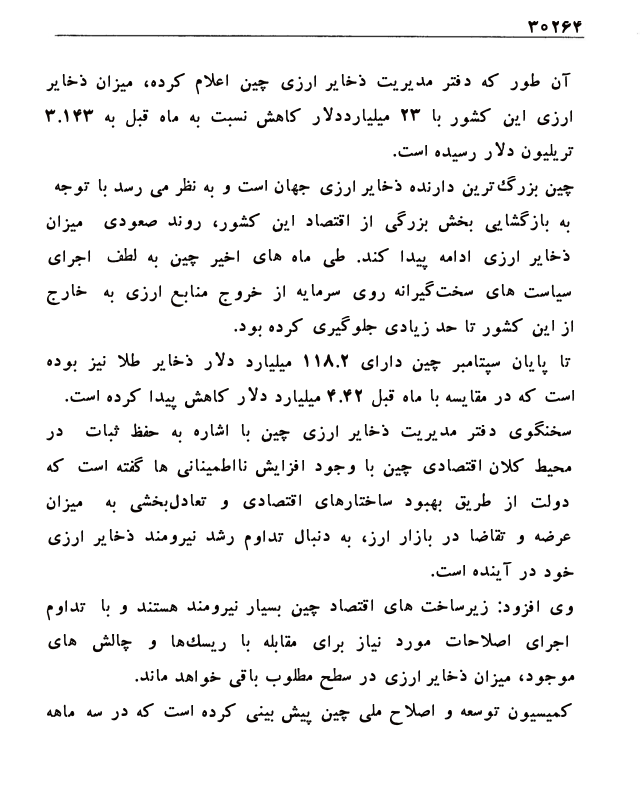 ۳۰۲۶۴
آن طور که دفتر مدیریت ذخایر ارزی چین اعلام کرده، میزان ذخایر
ارزی این کشور با ۲۳ میلیارددلار کاهش نسبت به ماه قبل به ۳.۱۴۳
تریلیون دلار رسیده است.
چین بزرگ‌ترین دارنده ذخایر ارزی جهان است و به نظر می رسد با توجه
به بازگشایی بخش بزرگی از اقتصاد این کشور، روند صعودی میزان
ذخایر ارزی ادامه پیدا کند. طی ماه های اخیر چین به لطف اجرای
سیاست های سخت‌گیرانه روی سرمایه از خروج منابع ارزی به خارج
از این کشور تا حد زیادی جلوگیری کرده بود.
تا پایان سپتامبر چین دارای ۱۱۸.۲ میلیارد دلار ذخایر طلا نیز بوده
است که در مقایسه با ماه قبل ۴.۴۲ میلیارد دلار کاهش پیدا کرده است.
سخنگوی دفتر مدیریت ذخایر ارزی چین با اشاره به حفظ ثبات در
محیط کلان اقتصادی چین با وجود افزایش نااطمینانی ها گفته است که
دولت از طریق بهبود ساختارهای اقتصادی و تعادل‌بخشی به میزان
عرضه و تقاضا در بازار ارز، به دنبال تداوم رشد نیرومند ذخایر ارزی
خود در آینده است.
وی افزود: زیرساخت های اقتصاد چین بسیار نیرومند هستند و با تداوم
اجرای اصلاحات مورد نیاز برای مقابله با ریسک‌ها و چالش های
موجود، میزان ذخایر ارزی در سطح مطلوب باقی خواهد ماند.
کمیسیون توسعه و اصلاح ملی چین پیش بینی کرده است که در سه ماهه